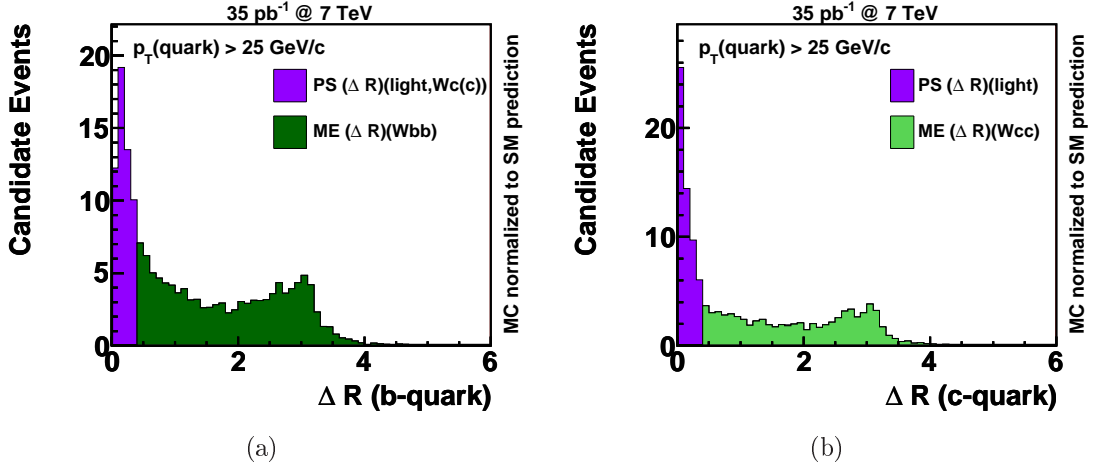 35 pb-1 @ 7 TeV
pT(quark) > 25 GeV/c
PS (Δ R)(light,Wc(c))
ME (Δ R)(Wbb)
Candidate Events
20
15
10
5
0
0 2 4 6
Δ R (b-quark)
MC normalized to SM prediction
(a)
35 pb-1 @ 7 TeV
pT(quark) > 25 GeV/c
PS (Δ R)(light)
ME (Δ R)(Wcc)
Candidate Events
20
10
0
0 2 4 6
Δ R (c-quark)
MC normalized to SM prediction
(b)